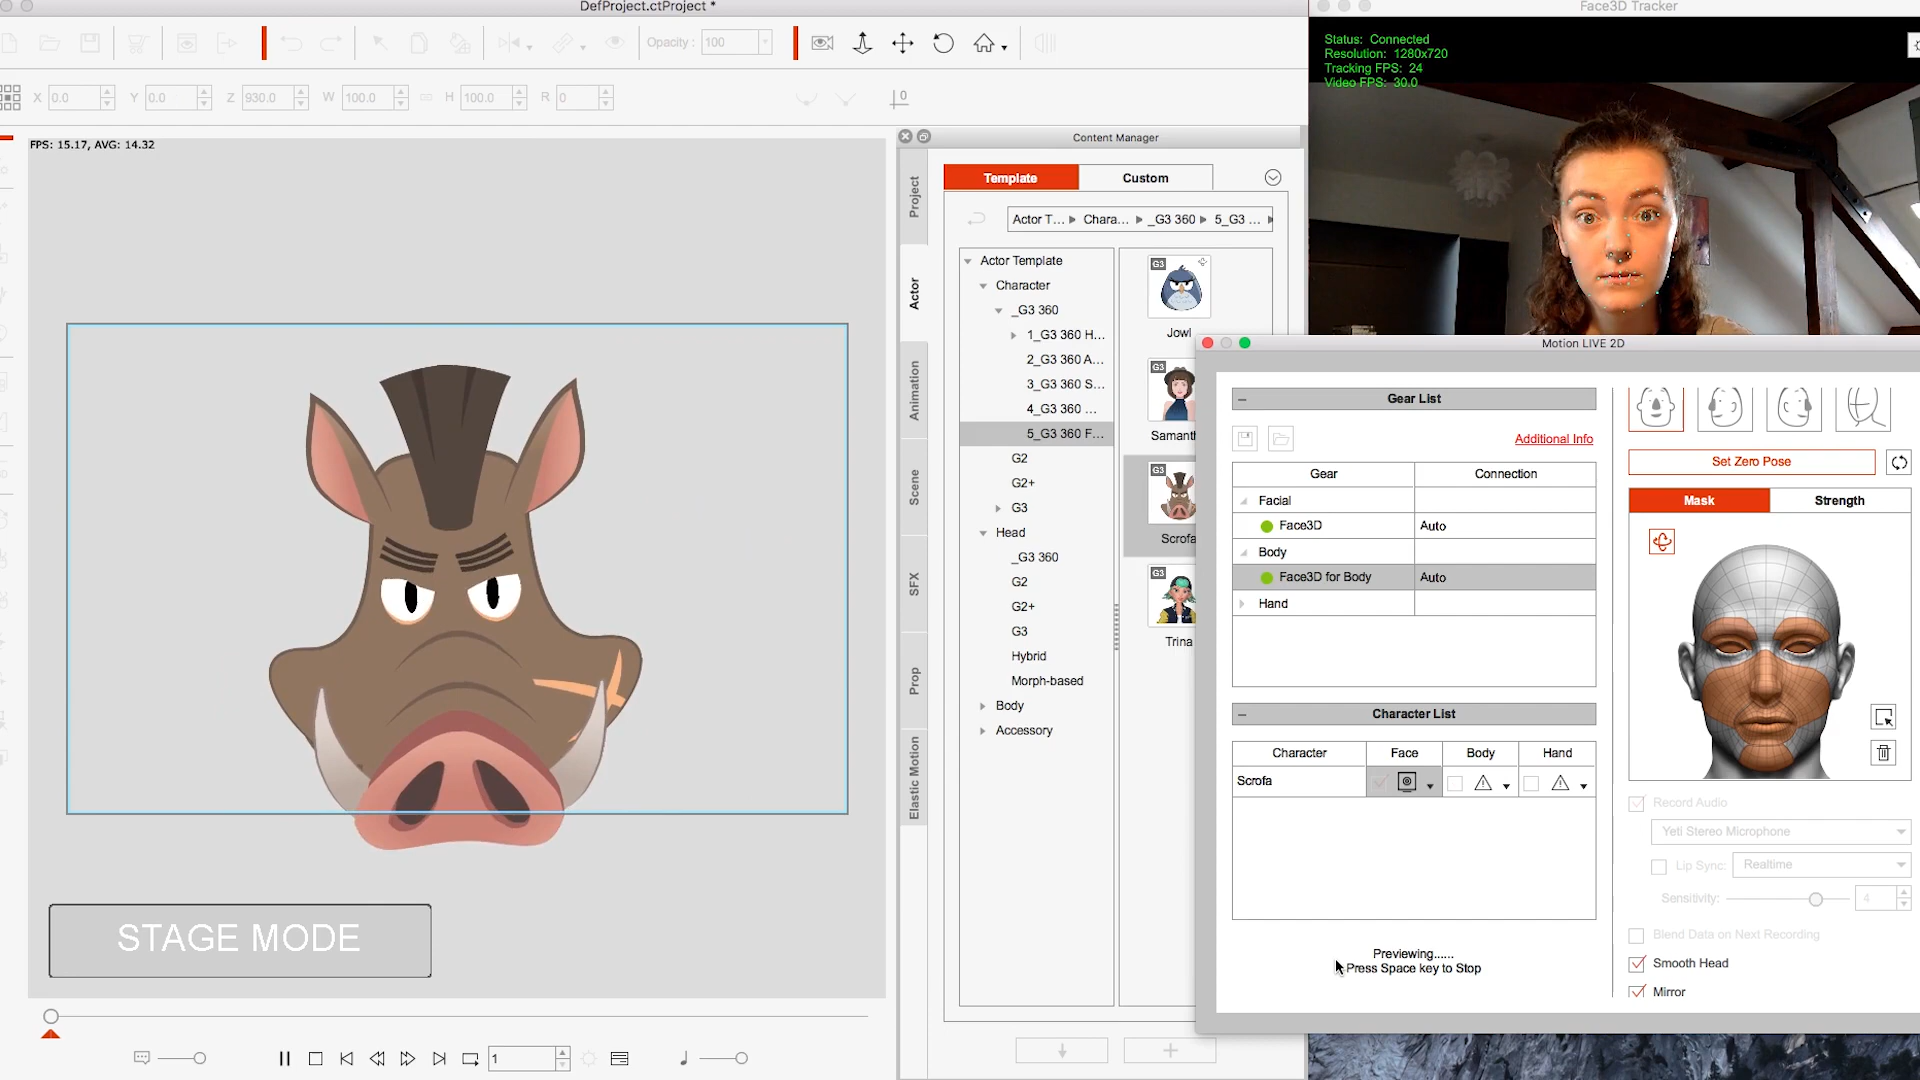 DefProject.ctProject *
Opacity :
100
X
0.0
Y
0.0
Z
930.0
W
100.0
H
100.0
R
0
0
FPS: 15.17, AVG: 14.32
STAGE MODE
1
Content Manager
Project
Actor
Animation
Scene
SFX
Prop
Elastic Motion
Template
Custom
Actor T...
Chara...
_G3 360
5_G3 ...
Actor Template
Character
_G3 360
1_G3 360 H...
2_G3 360 A...
3_G3 360 S...
4_G3 360 ...
5_G3 360 F...
G2
G2+
G3
Head
_G3 360
G2
G2+
G3
Hybrid
Morph-based
Body
Accessory
G3
Jowl
G3
Samant
G3
Scrofa
G3
Trina
Face3D Tracker
Status: Connected
Resolution: 1280x720
Tracking FPS: 24
Video FPS: 30.0
Motion LIVE 2D
Gear List
Additional Info
Gear
Connection
Facial
Face3D
Auto
Body
Face3D for Body
Auto
Hand
Character List
Character
Face
Body
Hand
Scrofa
Previewing......
Press Space key to Stop
Set Zero Pose
Mask
Strength
Record Audio
Yeti Stereo Microphone
Lip Sync:
Realtime
Sensitivity:
4
Blend Data on Next Recording
Smooth Head
Mirror